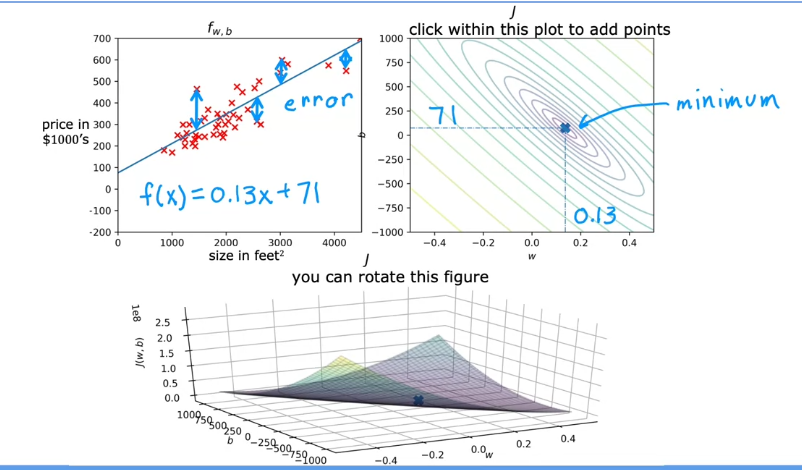 f_w,b
700
600
500
400
300
200
100
0
-100
-200
price in
$1000's
error
f(x)=0.13x+71
0 1000 2000 3000 4000
size in feet²
J
click within this plot to add points
1000
750
500
250
0
−250
−500
−750
−1000
b
71
minimum
0.13
−0.4 −0.2 0.0 0.2 0.4
w
J
you can rotate this figure
1e8
J(w,b)
2.5
2.0
1.5
1.0
0.5
0.0
1000
750
500
250
0
−250
−500
−750
−1000
b
−0.4 −0.2 0.0 0.2 0.4
w